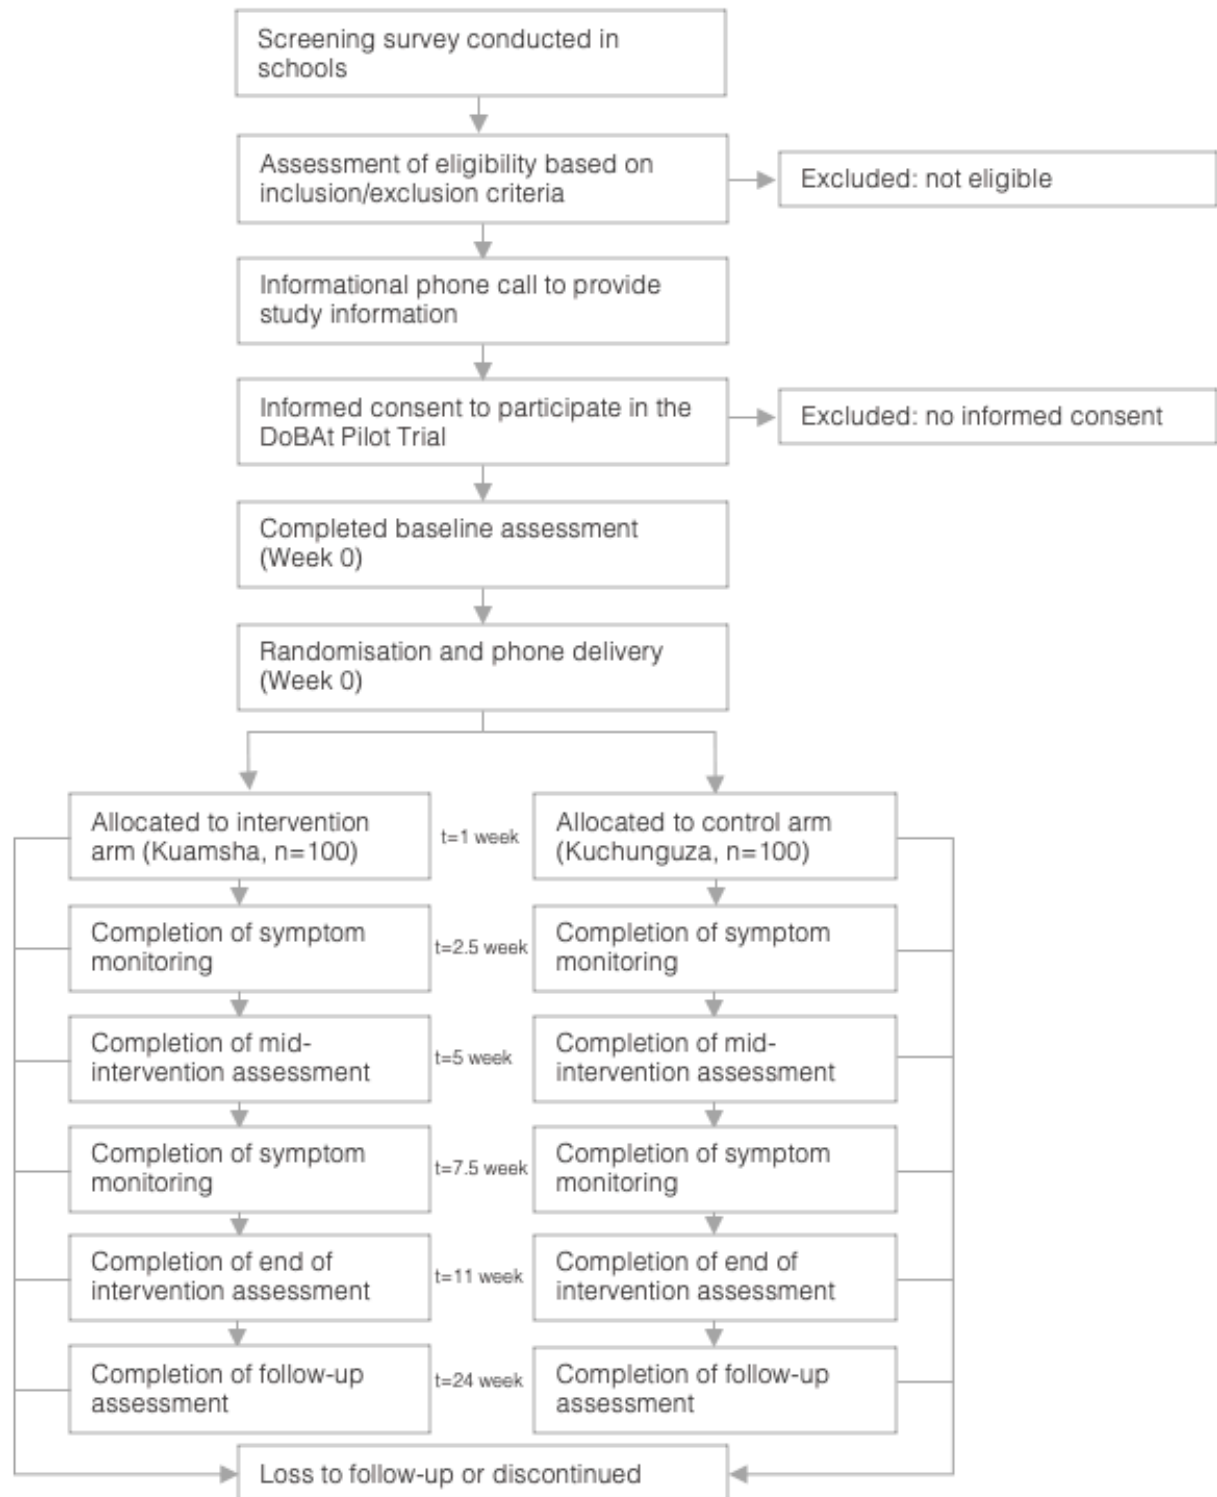 Screening survey conducted in
schools
Assessment of eligibility based on
inclusion/exclusion criteria
Excluded: not eligible
Informational phone call to provide
study information
Informed consent to participate in the
DoBAt Pilot Trial
Excluded: no informed consent
Completed baseline assessment
(Week 0)
Randomisation and phone delivery
(Week 0)
Allocated to intervention
arm (Kuamsha, n=100)
t=1 week
Allocated to control arm
(Kuchunguza, n=100)
Completion of symptom
monitoring
t=2.5 week
Completion of symptom
monitoring
Completion of mid-
intervention assessment
t=5 week
Completion of mid-
intervention assessment
Completion of symptom
monitoring
t=7.5 week
Completion of symptom
monitoring
Completion of end of
intervention assessment
t=11 week
Completion of end of
intervention assessment
Completion of follow-up
assessment
t=24 week
Completion of follow-up
assessment
Loss to follow-up or discontinued